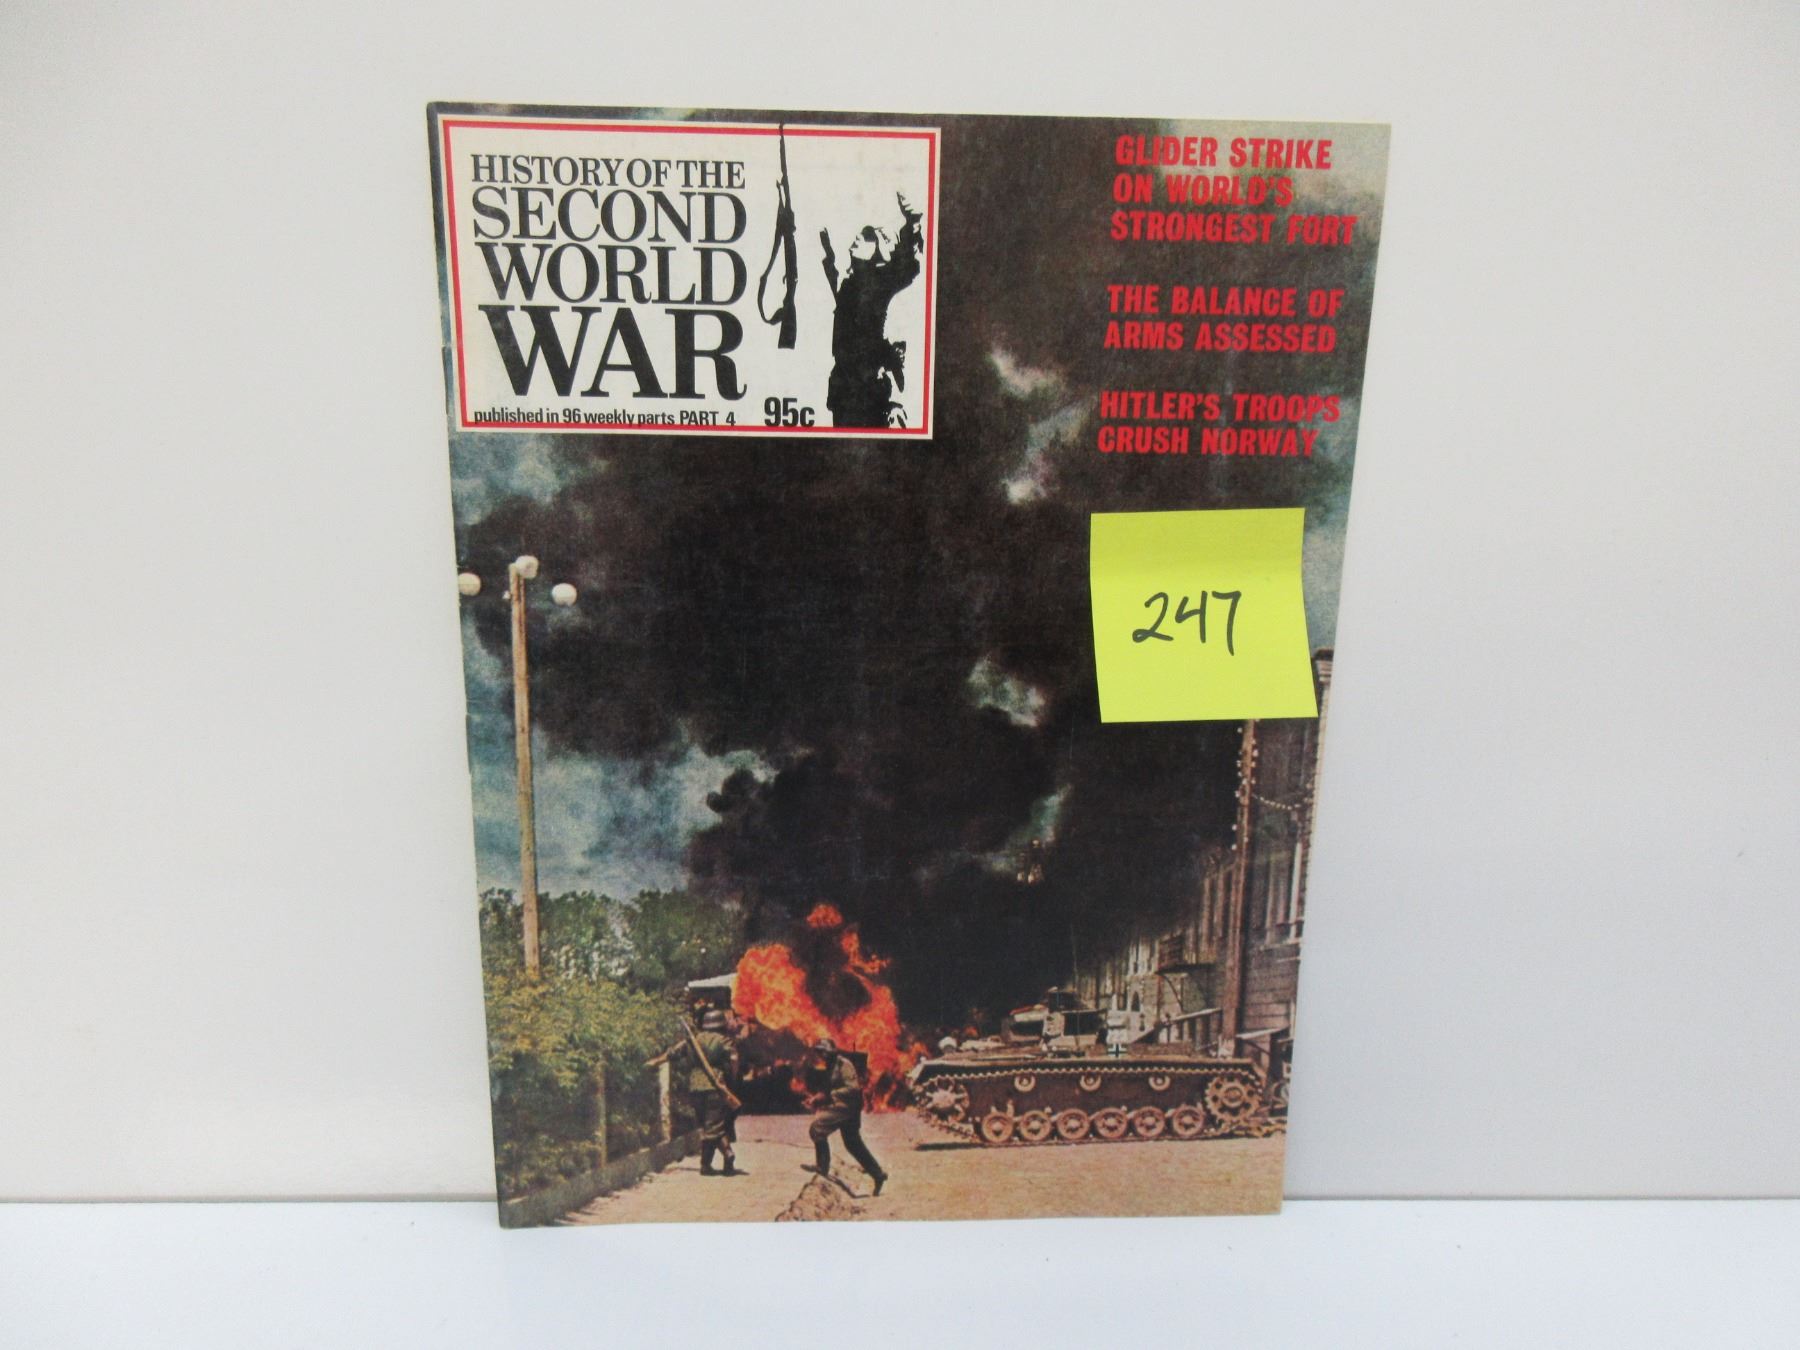 HISTORY OF THE
SECOND
WORLD
WAR
published in 96 weekly parts PART 4 95c
GLIDER STRIKE
ON WORLD'S
STRONGEST FORT
THE BALANCE OF
ARMS ASSESSED
HITLER'S TROOPS
CRUSH NORWAY
247